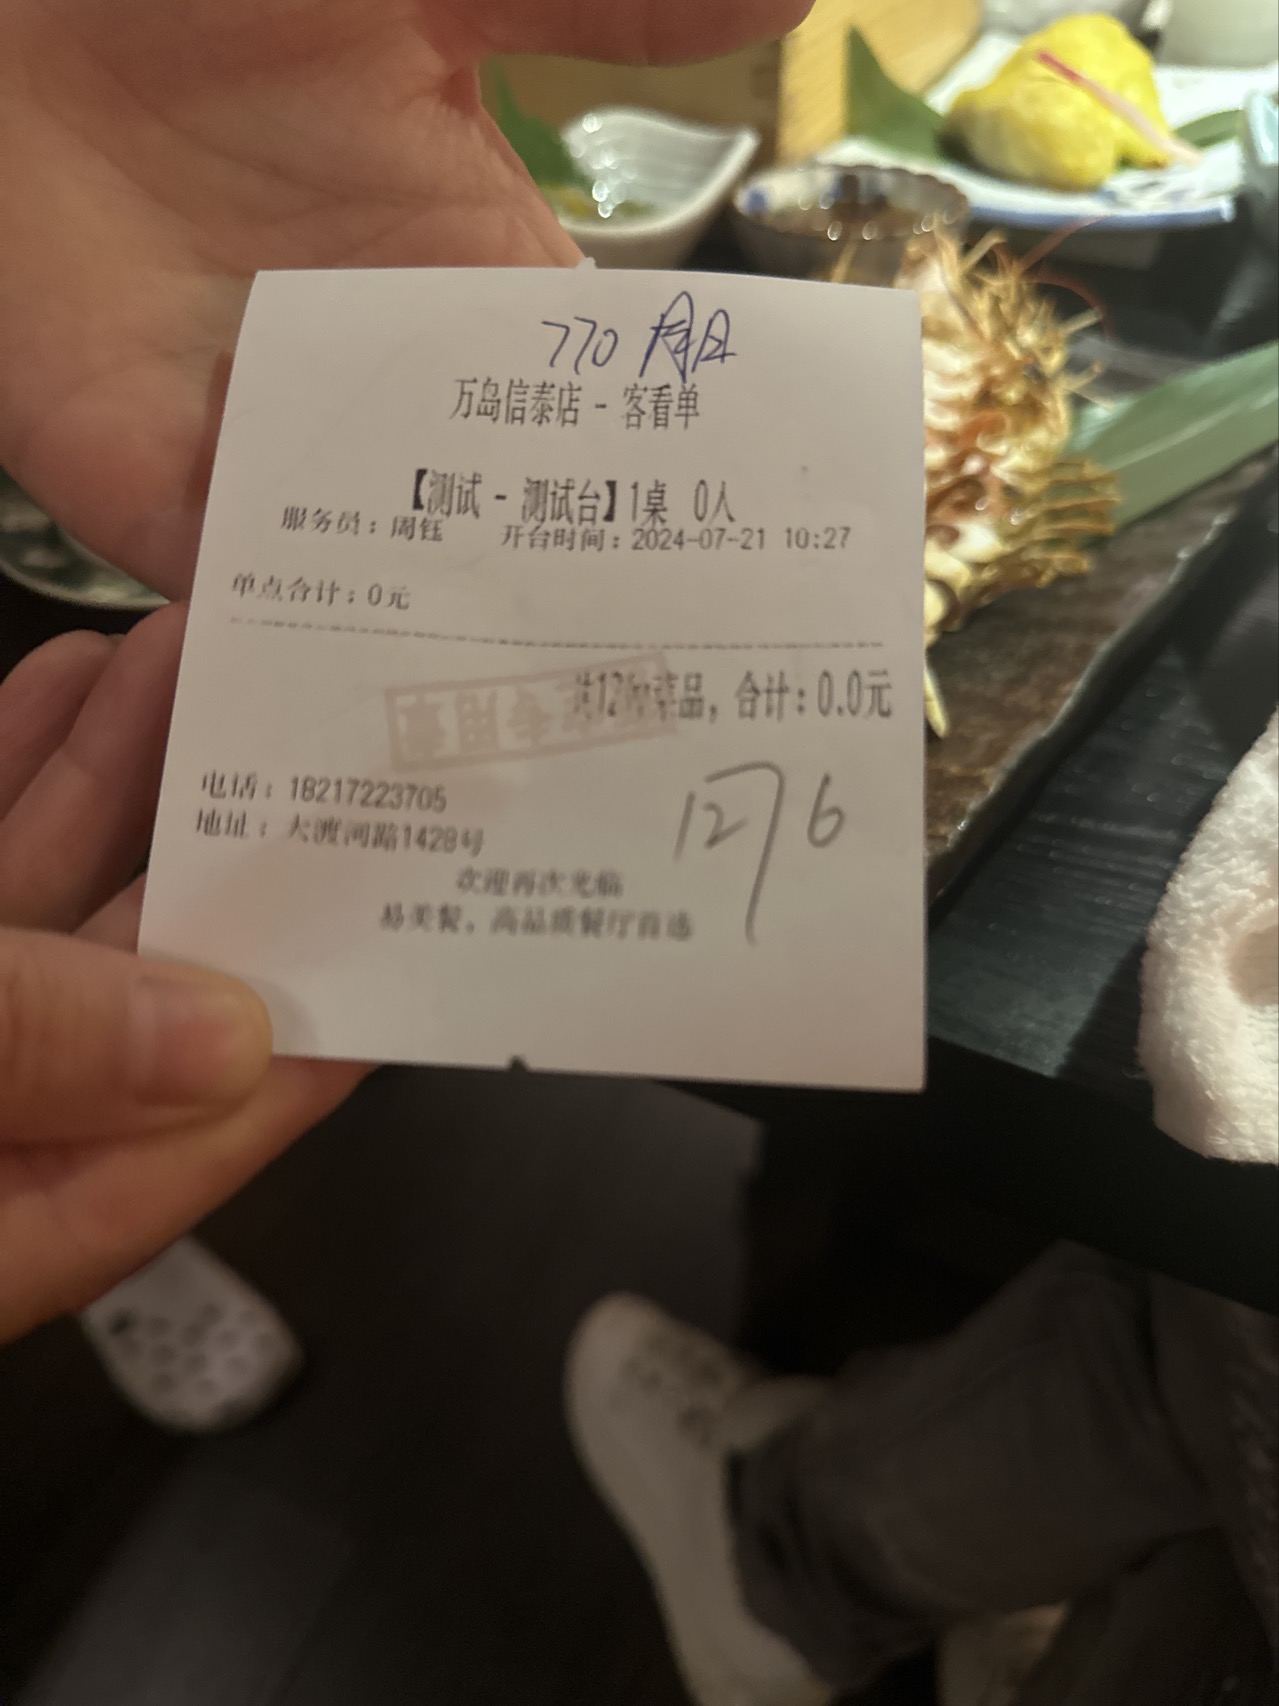 770
万岛信泰店 - 客看单
【测试 - 测试台】1桌 0人
服务员：周钰 开台时间：2024-07-21 10:27
单点合计：0元
共12份菜品，合计：0.0元
电话：18217223705
地址：大渡河路1428号
1276
欢迎再次光临
易美餐，高品质餐厅首选